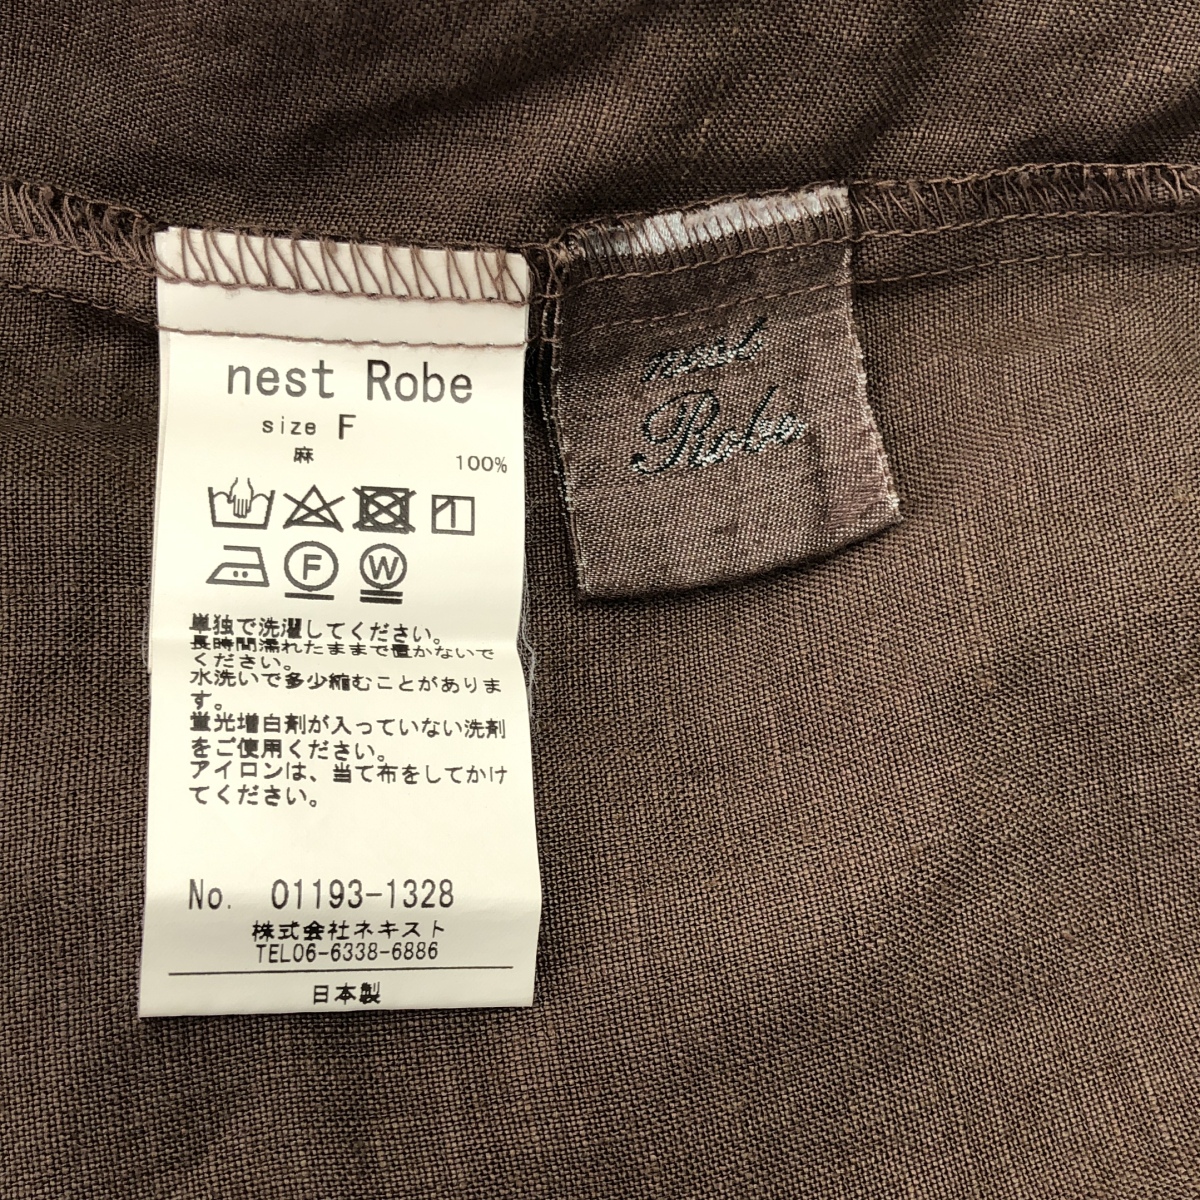 nest Robe
size F
麻
100%
F
W
単独で洗濯してください。
長時間濡れたままで置かないで
ください。
水洗いで多少縮むことがありま
す。
蛍光増白剤が入っていない洗剤
をご使用ください。
アイロンは、当て布をしてかけ
てください。
No. 01193-1328
株式会社ネキスト
TEL06-6338-6886
日本製
nest
Robe